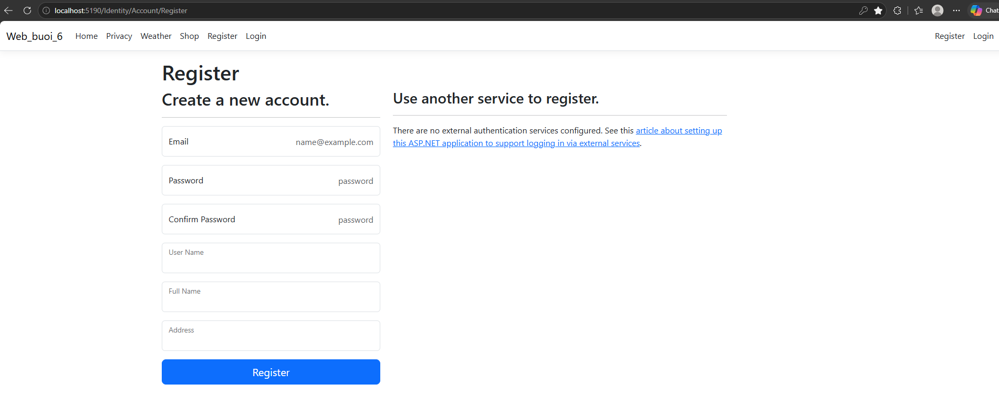 localhost:5190/Identity/Account/Register
Chat
Web_buoi_6 Home Privacy Weather Shop Register Login Register Login
Register
Create a new account.
Email name@example.com
Password password
Confirm Password password
User Name
Full Name
Address
Register
Use another service to register.
There are no external authentication services configured. See this article about setting up
this ASP.NET application to support logging in via external services.